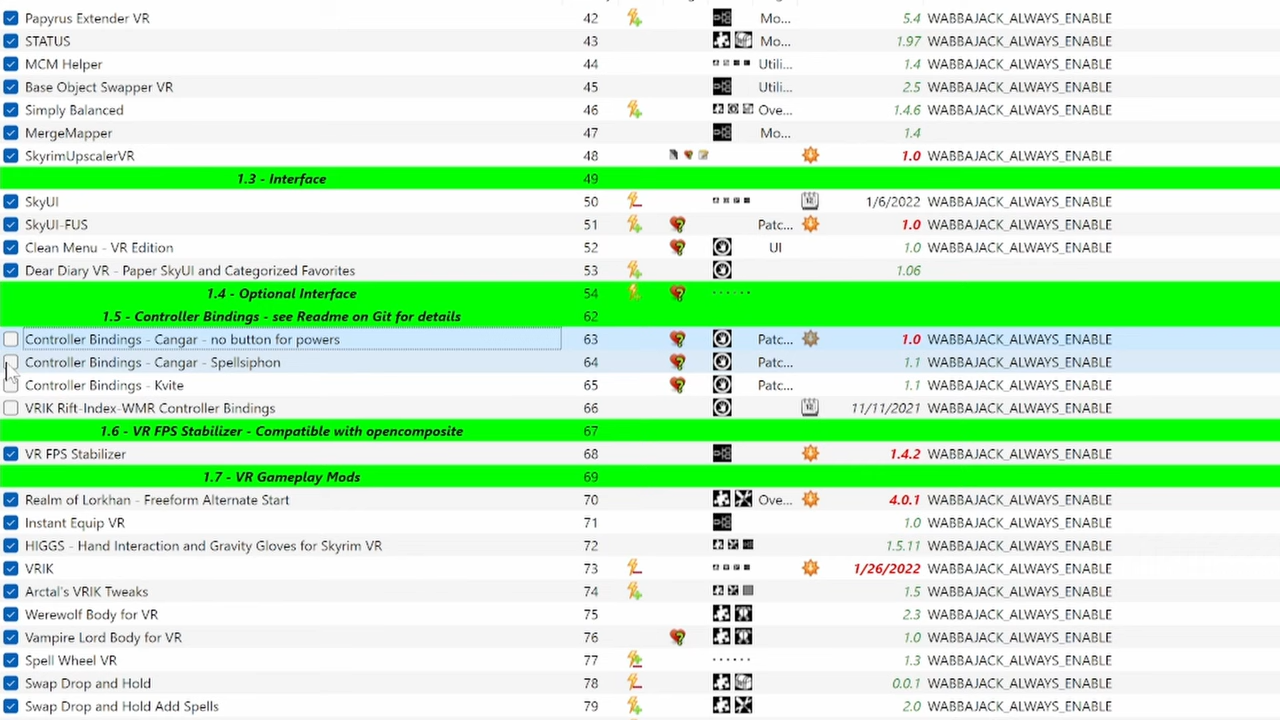 Papyrus Extender VR 42 Mo... 5.4 WABBAJACK_ALWAYS_ENABLE
STATUS 43 Mo... 1.97 WABBAJACK_ALWAYS_ENABLE
MCM Helper 44 Utili... 1.4 WABBAJACK_ALWAYS_ENABLE
Base Object Swapper VR 45 Utili... 2.5 WABBAJACK_ALWAYS_ENABLE
Simply Balanced 46 Ove... 1.4.6 WABBAJACK_ALWAYS_ENABLE
MergeMapper 47 Mo... 1.4
SkyrimUpscalerVR 48 1.0 WABBAJACK_ALWAYS_ENABLE
1.3 - Interface 49
SkyUI 50 1/6/2022 WABBAJACK_ALWAYS_ENABLE
SkyUI-FUS 51 Patc... 1.0 WABBAJACK_ALWAYS_ENABLE
Clean Menu - VR Edition 52 UI 1.0 WABBAJACK_ALWAYS_ENABLE
Dear Diary VR - Paper SkyUI and Categorized Favorites 53 1.06
1.4 - Optional Interface 54
1.5 - Controller Bindings - see Readme on Git for details 62
Controller Bindings - Cangar - no button for powers 63 Patc... 1.0 WABBAJACK_ALWAYS_ENABLE
Controller Bindings - Cangar - Spellsiphon 64 Patc... 1.1 WABBAJACK_ALWAYS_ENABLE
Controller Bindings - Kvite 65 Patc... 1.1 WABBAJACK_ALWAYS_ENABLE
VRIK Rift-Index-WMR Controller Bindings 66 11/11/2021 WABBAJACK_ALWAYS_ENABLE
1.6 - VR FPS Stabilizer - Compatible with opencomposite 67
VR FPS Stabilizer 68 1.4.2 WABBAJACK_ALWAYS_ENABLE
1.7 - VR Gameplay Mods 69
Realm of Lorkhan - Freeform Alternate Start 70 Ove... 4.0.1 WABBAJACK_ALWAYS_ENABLE
Instant Equip VR 71 1.0 WABBAJACK_ALWAYS_ENABLE
HIGGS - Hand Interaction and Gravity Gloves for Skyrim VR 72 1.5.11 WABBAJACK_ALWAYS_ENABLE
VRIK 73 1/26/2022 WABBAJACK_ALWAYS_ENABLE
Arctal's VRIK Tweaks 74 1.5 WABBAJACK_ALWAYS_ENABLE
Werewolf Body for VR 75 2.3 WABBAJACK_ALWAYS_ENABLE
Vampire Lord Body for VR 76 1.0 WABBAJACK_ALWAYS_ENABLE
Spell Wheel VR 77 1.3 WABBAJACK_ALWAYS_ENABLE
Swap Drop and Hold 78 0.0.1 WABBAJACK_ALWAYS_ENABLE
Swap Drop and Hold Add Spells 79 2.0 WABBAJACK_ALWAYS_ENABLE